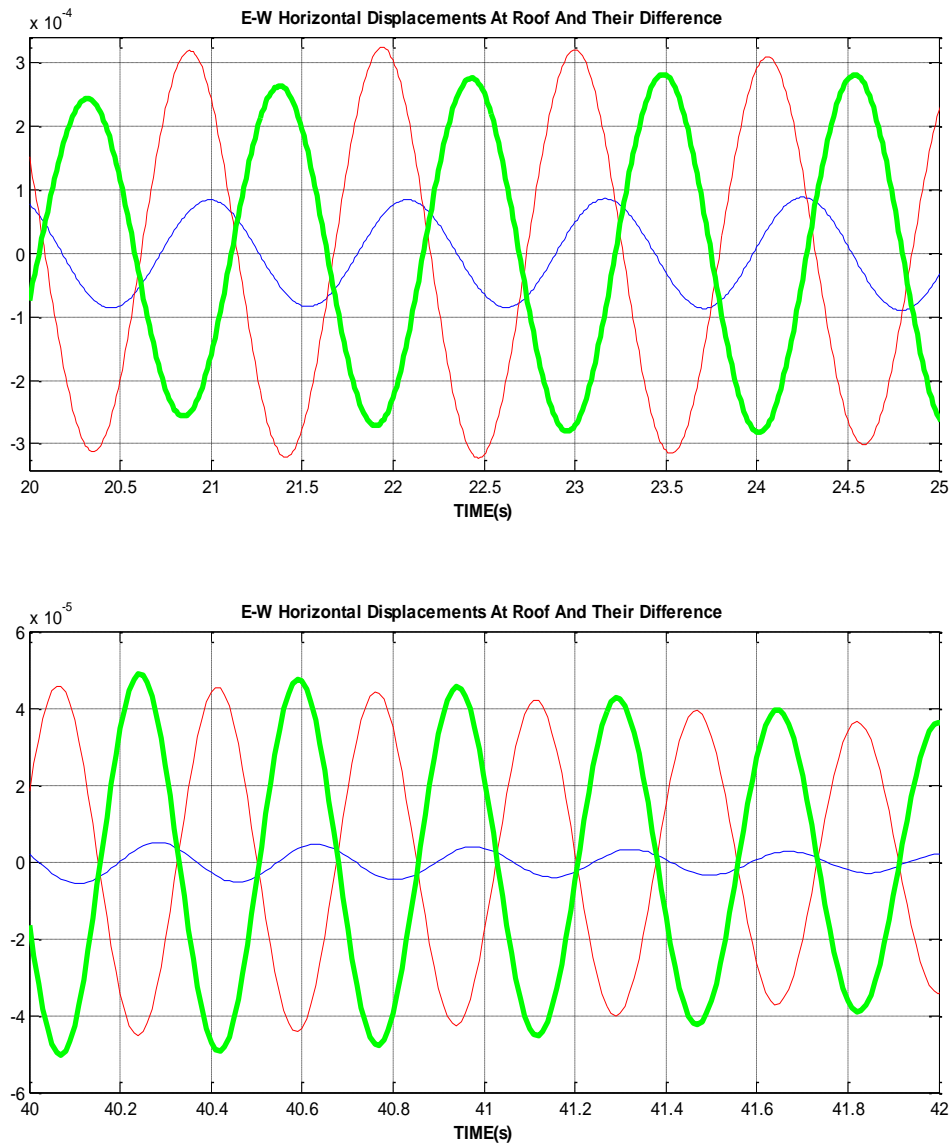 E-W Horizontal Displacements At Roof And Their Difference
x 10-4
3
2
1
0
-1
-2
-3
20 20.5 21 21.5 22 22.5 23 23.5 24 24.5 25
TIME(s)
E-W Horizontal Displacements At Roof And Their Difference
x 10-5
6
4
2
0
-2
-4
-6
40 40.2 40.4 40.6 40.8 41 41.2 41.4 41.6 41.8 42
TIME(s)